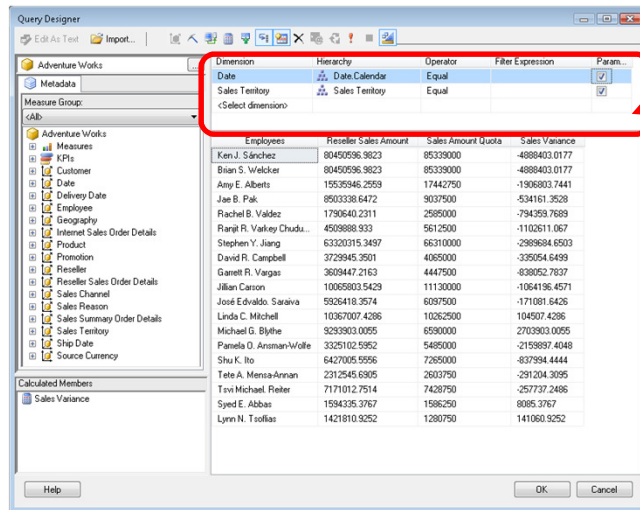 Query Designer
Edit As Text Import...
Adventure Works ...
Metadata
Measure Group:
<All>
Adventure Works
Measures
KPIs
Customer
Date
Delivery Date
Employee
Geography
Internet Sales Order Details
Product
Promotion
Reseller
Reseller Sales Order Details
Sales Channel
Sales Reason
Sales Summary Order Details
Sales Territory
Ship Date
Source Currency
Calculated Members
Sales Variance
Dimension Hierarchy Operator Filter Expression Param...
Date Date.Calendar Equal
Sales Territory Sales Territory Equal
<Select dimension>
Employees Reseller Sales Amount Sales Amount Quota Sales Variance
Ken J. Sánchez 80450596.9823 85339000 -4888403.0177
Brian S. Welcker 80450596.9823 85339000 -4888403.0177
Amy E. Alberts 15535946.2559 17442750 -1906803.7441
Jae B. Pak 8503338.6472 9037500 -534161.3528
Rachel B. Valdez 1790640.2311 2585000 -794359.7689
Ranjit R. Varkey Chudu... 4509888.933 5612500 -1102611.067
Stephen Y. Jiang 63320315.3497 66310000 -2989684.6503
David R. Campbell 3729945.3501 4065000 -335054.6499
Garrett R. Vargas 3609447.2163 4447500 -838052.7837
Jillian Carson 10065803.5429 11130000 -1064196.4571
José Edvaldo. Saraiva 5926418.3574 6097500 -171081.6426
Linda C. Mitchell 10367007.4286 10262500 104507.4286
Michael G. Blythe 9293903.0055 6590000 2703903.0055
Pamela O. Ansman-Wolfe 3325102.5952 5485000 -2159897.4048
Shu K. Ito 6427005.5556 7265000 -837994.4444
Tete A. Mensa-Annan 2312545.6905 2603750 -291204.3095
Tsvi Michael. Reiter 7171012.7514 7428750 -257737.2486
Syed E. Abbas 1594335.3767 1586250 8085.3767
Lynn N. Tsoflias 1421810.9252 1280750 141060.9252
Help OK Cancel